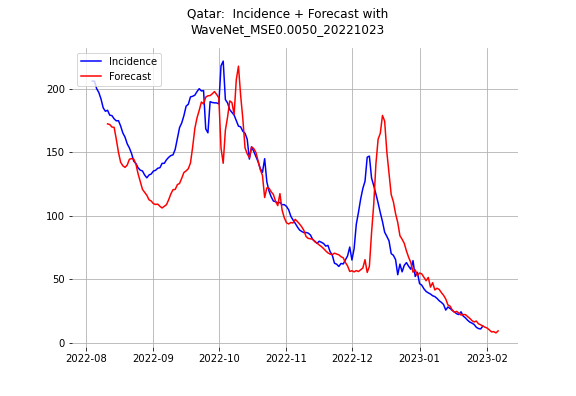 Qatar:  Incidence + Forecast with
WaveNet_MSE0.0050_20221023
Incidence
Forecast
200
150
100
50
0
2022-08 2022-09 2022-10 2022-11 2022-12 2023-01 2023-02